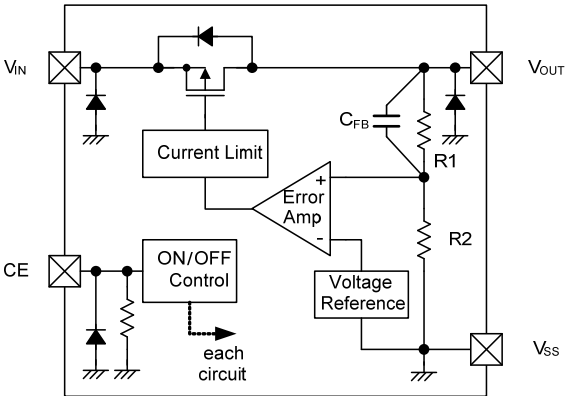 VIN
VOUT
CFB
R1
Current Limit
+
Error
Amp
-
R2
CE
ON/OFF
Control
Voltage
Reference
each
circuit
VSS